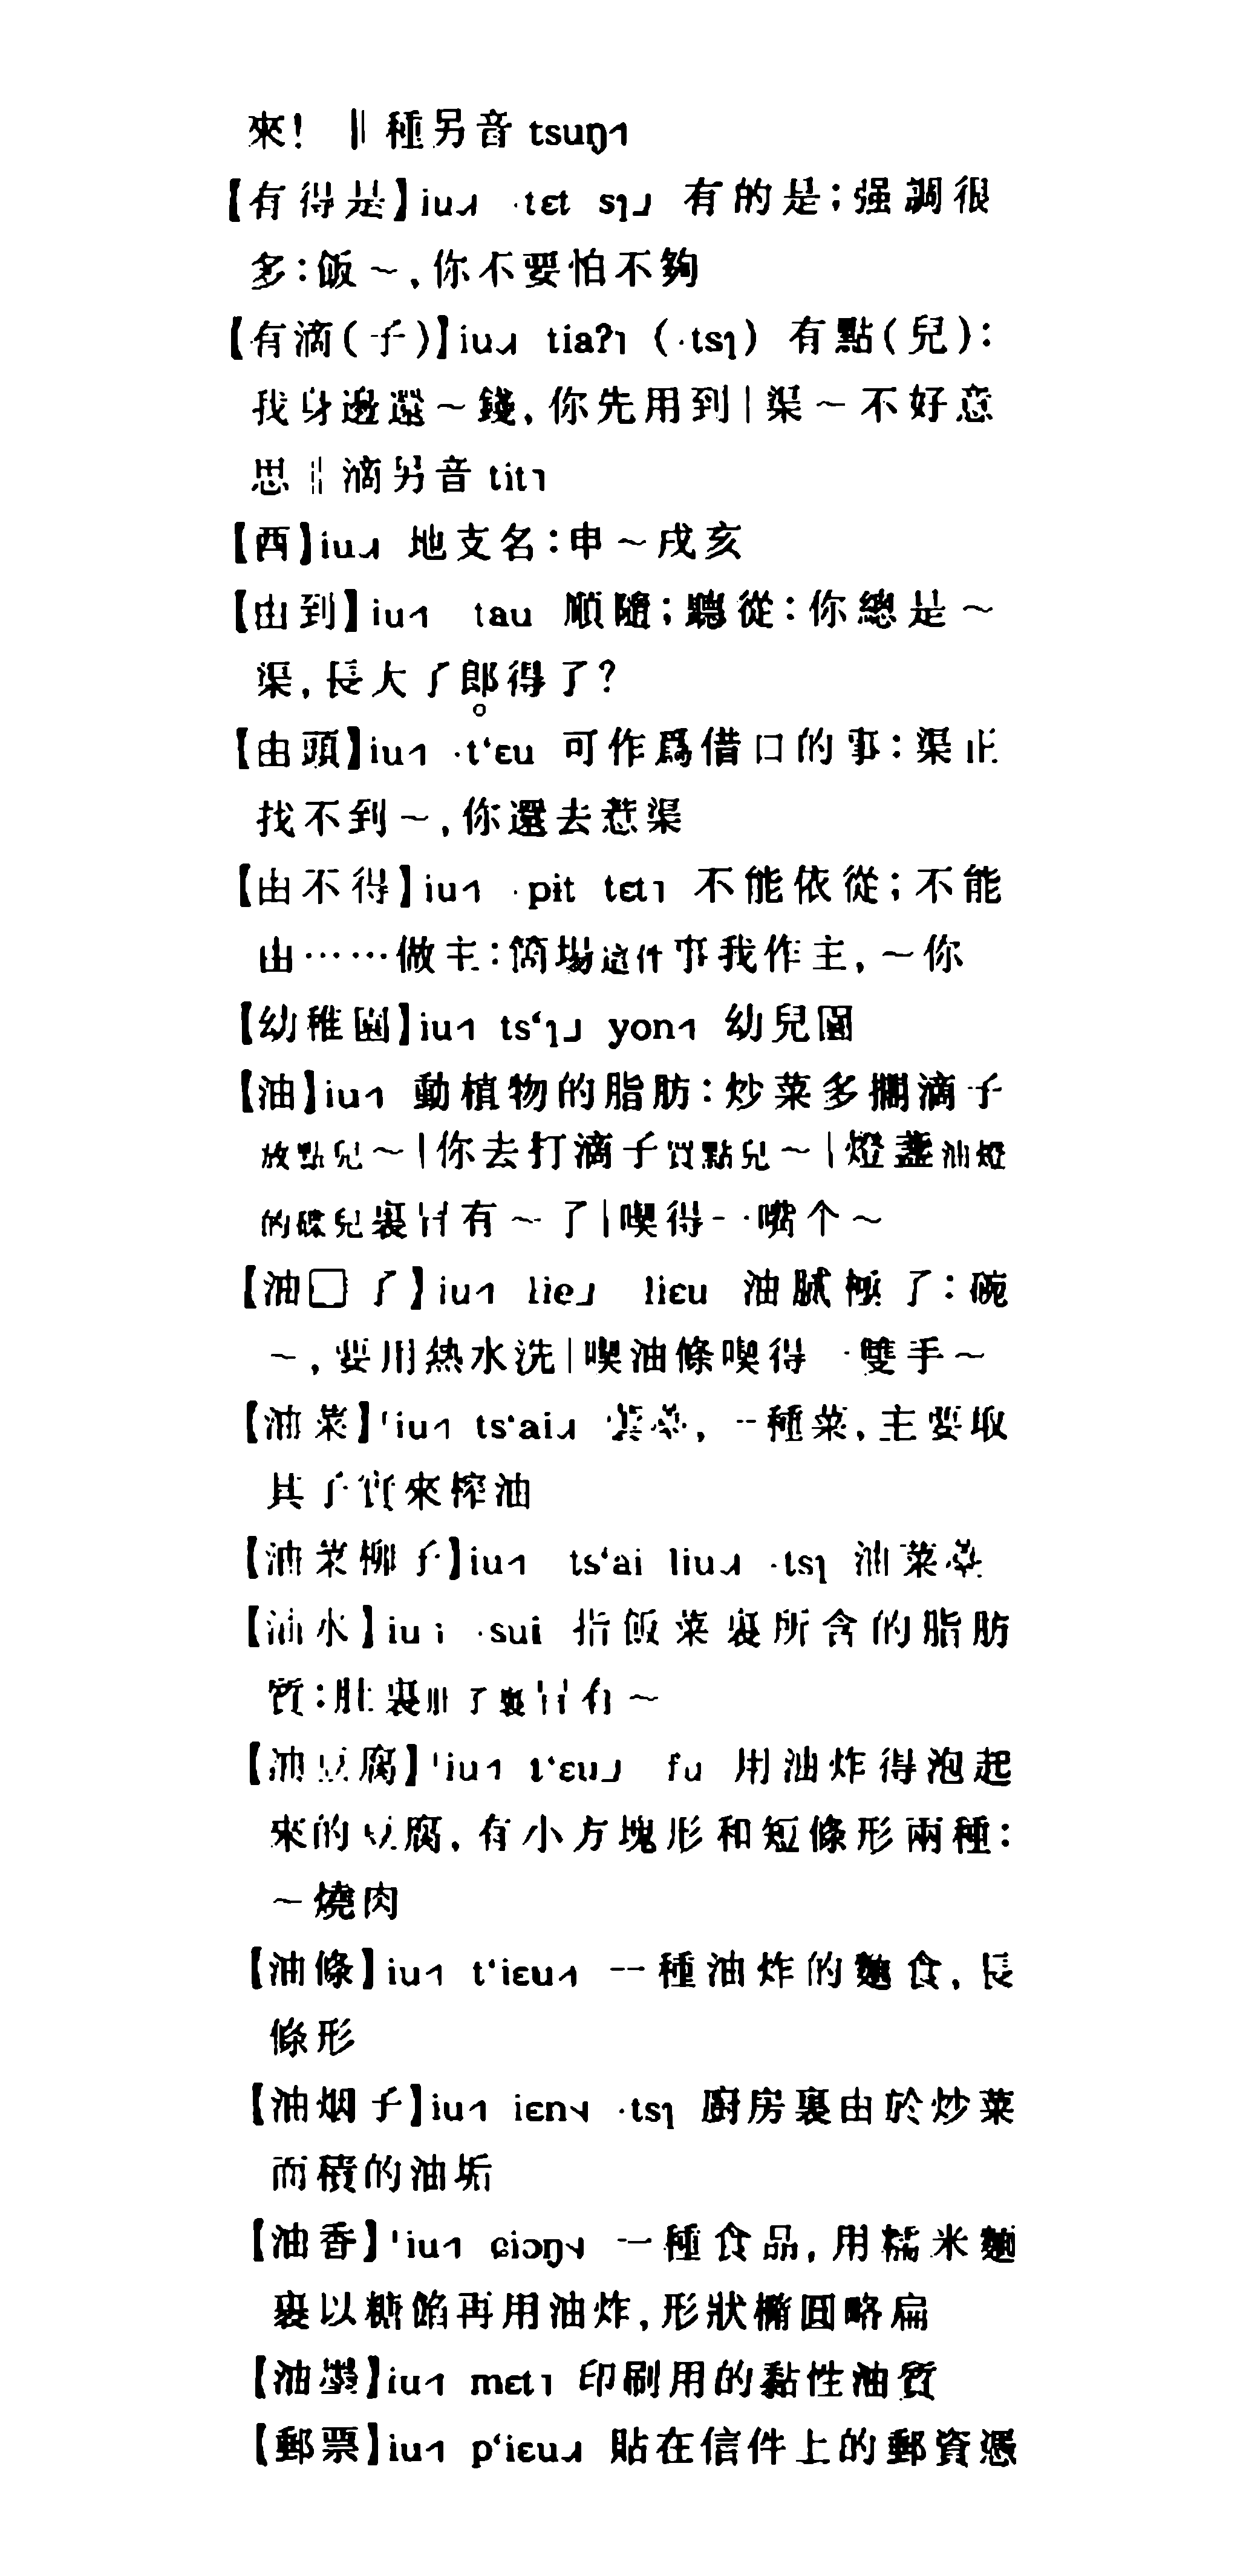 來！ ‖種另音 tsuŋ˧˥
【有得是】iu˨˩˧ ·tɛt sɿ˩ 有的是；强調很
多：飯～，你不要怕不夠
【有滴(子)】iu˨˩˧ tiaʔ˥ (·tsɿ) 有點(兒)：
我身邊還～錢，你先用到｜渠～不好意
思‖滴另音 tit˥
【酉】iu˨˩˧ 地支名：申～戌亥
【由到】iu˧˥ tau 順隨；聽從：你總是～
渠，長大了郎得了？
【由頭】iu˧˥ ·t‘ɛu 可作爲借口的事：渠正
找不到～，你還去惹渠
【由不得】iu˧˥ ·pit tɛt˥ 不能依從；不能
由……做主：箇場這件事我作主，～你
【幼稚園】iu˧˥ ts‘ɿ˩ yon˧˥ 幼兒園
【油】iu˧˥ 動植物的脂肪：炒菜多擱滴子
放點兒～｜你去打滴子買點兒～｜燈盞油燈
的碟兒裏冇有～了｜喫得一嘴个～
【油□了】iu˧˥ lie˩ liɛu 油膩極了：碗
～，要用熱水洗｜喫油條喫得一雙手～
【油菜】ˈiu˧˥ ts‘ai˨˩˧ 蕓薹，一種菜，主要取
其子實來榨油
【油菜柳子】iu˧˥ ts‘ai liu˨˩˧ ·tsɿ 油菜薹
【油水】iu˧˥ ·sui 指飯菜裏所含的脂肪
質：肚裏肚子裏冇有～
【油豆腐】ˈiu˧˥ t‘ɛu˩ fu 用油炸得泡起
來的豆腐，有小方塊形和短條形兩種：
～燒肉
【油條】iu˧˥ t‘iɛu˧˥ 一種油炸的麵食，長
條形
【油烟子】iu˧˥ iɛn˦˨ ·tsɿ 廚房裏由於炒菜
而積的油垢
【油香】ˈiu˧˥ ɕiɔŋ˦˨ 一種食品，用糯米麵
裹以糖餡再用油炸，形狀橢圓略扁
【油墨】iu˧˥ mɛt˥ 印刷用的黏性油質
【郵票】iu˧˥ p‘iɛu˨˩˧ 貼在信件上的郵資憑